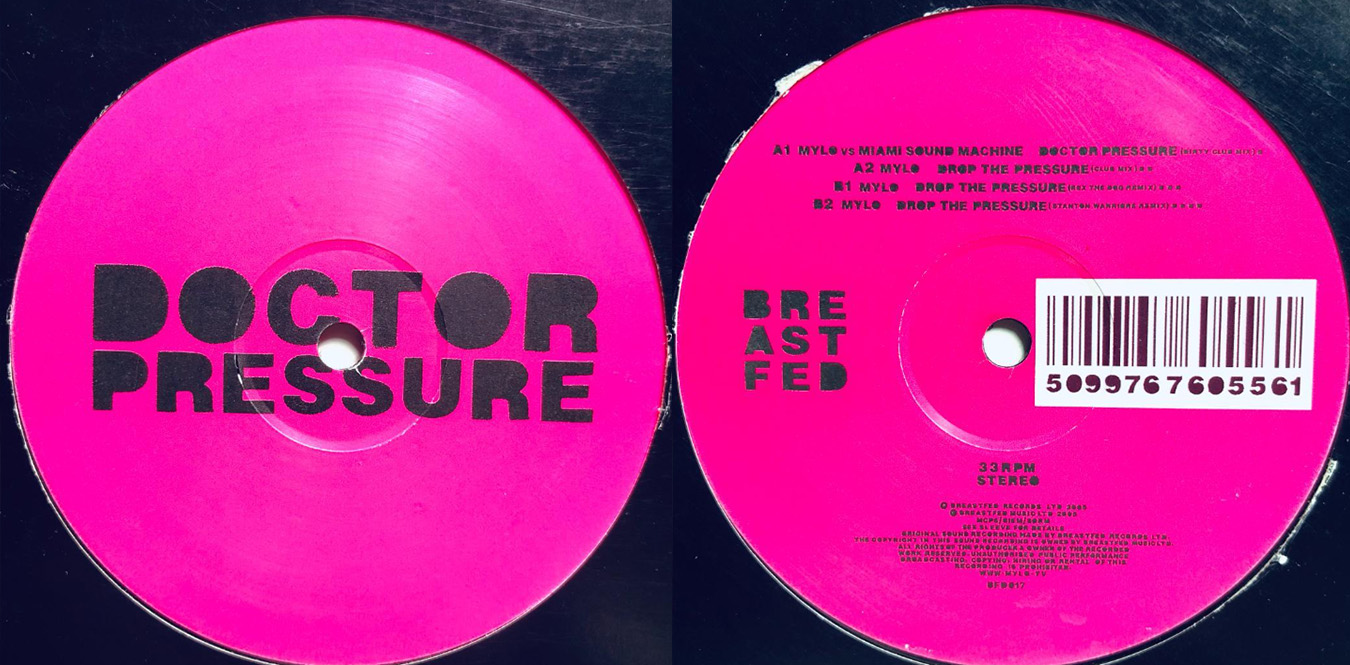 DOCTOR
PRESSURE
A1 MYLO VS MIAMI SOUND MACHINE DOCTOR PRESSURE (DIRTY CLUB MIX)
A2 MYLO DROP THE PRESSURE (CLUB MIX)
B1 MYLO DROP THE PRESSURE (SEX THE DOG REMIX)
B2 MYLO DROP THE PRESSURE (STANTON WARRIORS REMIX)
BRE
AST
FED
5099767605561
33RPM
STEREO
℗ BREASTFED RECORDS LTD 2005
© BREASTFED MUSIC LTD 2005
MCPS/BIEM/SDRM
SEE SLEEVE FOR DETAILS
ORIGINAL SOUND RECORDING MADE BY BREASTFED RECORDS LTD.
THE COPYRIGHT IN THIS SOUND RECORDING IS OWNED BY BREASTFED MUSIC LTD.
ALL RIGHTS OF THE PRODUCER & OWNER OF THE RECORDED
WORK RESERVED. UNAUTHORISED PUBLIC PERFORMANCE
BROADCASTING, COPYING, HIRING OR RENTAL OF THIS
RECORDING IS PROHIBITED.
WWW.MYLO.TV
BFD017